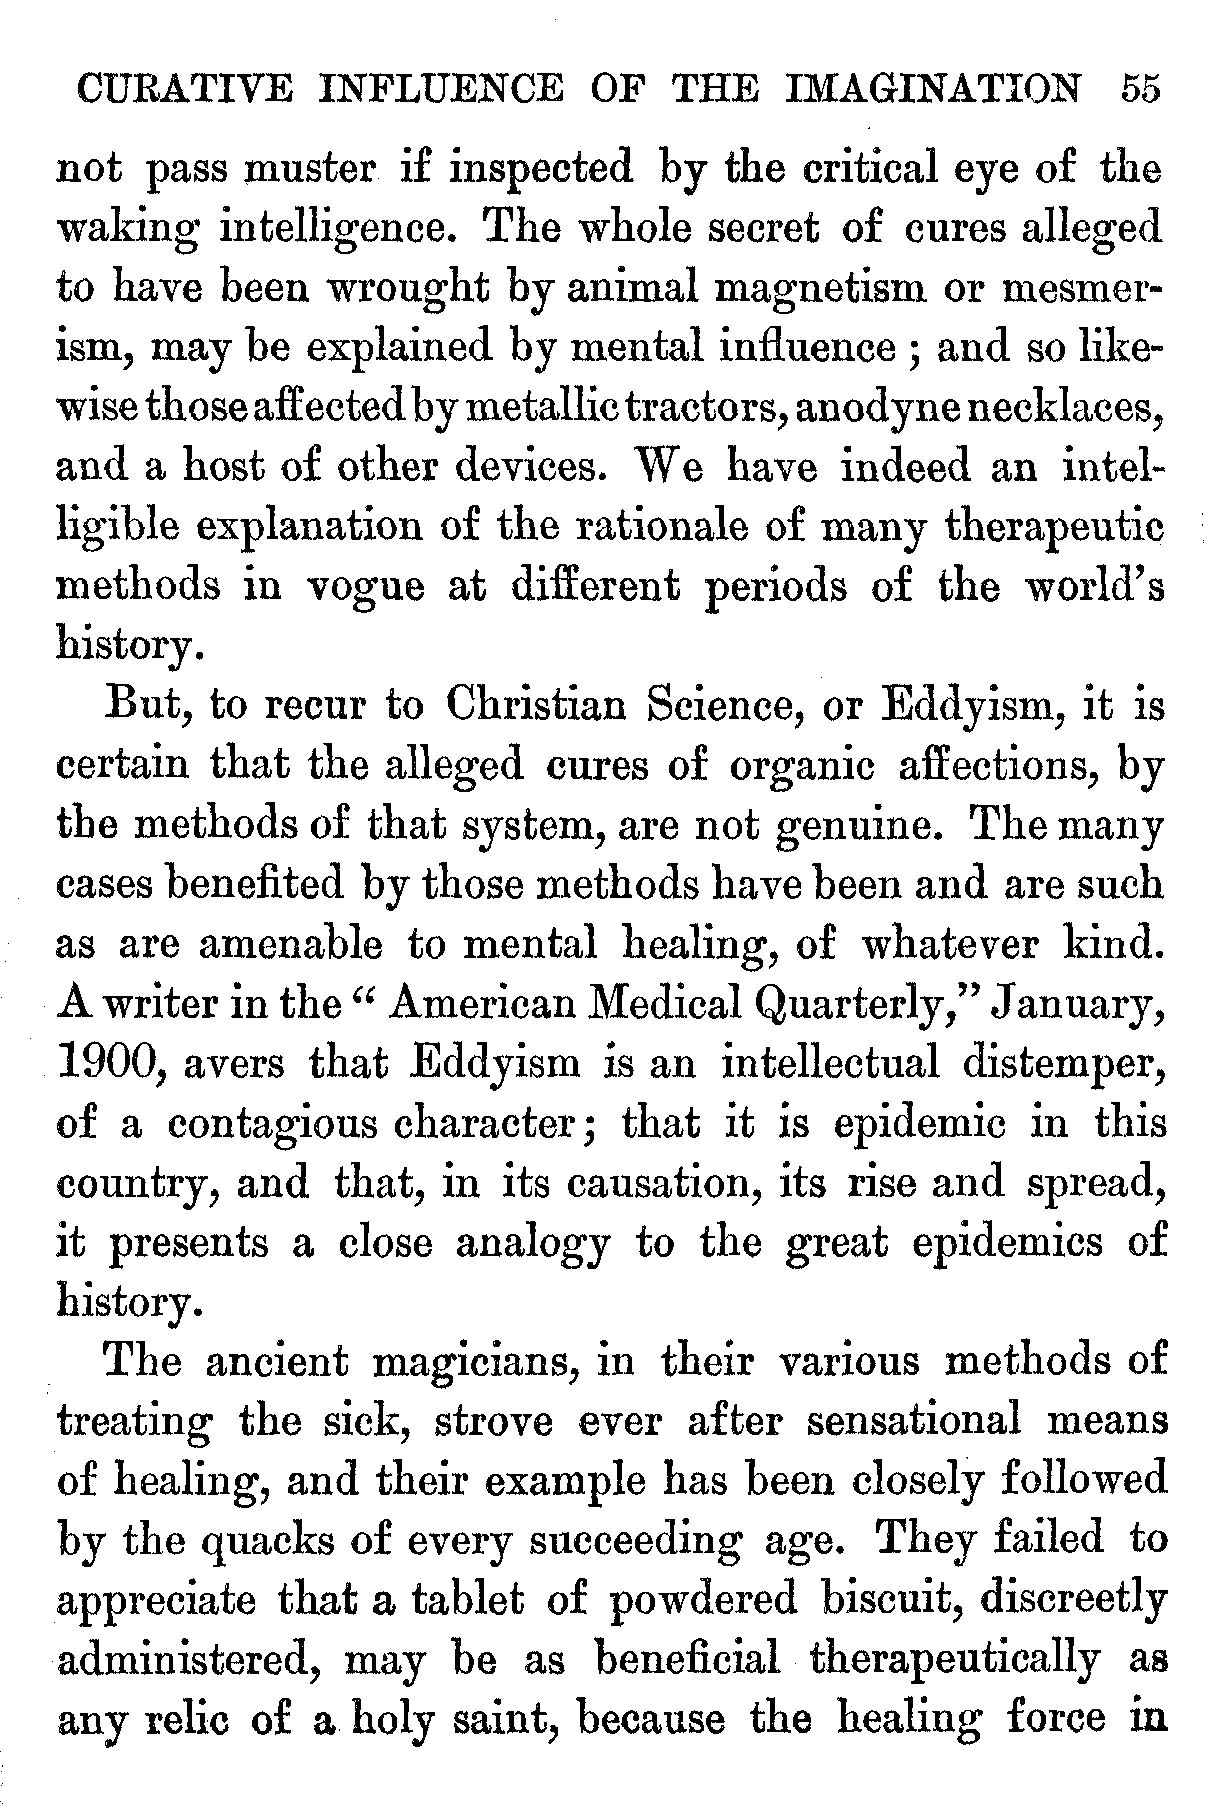 CURATIVE INFLUENCE OF THE IMAGINATION 55
not pass muster if inspected by the critical eye of the
waking intelligence. The whole secret of cures alleged
to have been wrought by animal magnetism or mesmer-
ism, may be explained by mental influence ; and so like-
wise those affected by metallic tractors, anodyne necklaces,
and a host of other devices. We have indeed an intel-
ligible explanation of the rationale of many therapeutic
methods in vogue at different periods of the world's
history.
But, to recur to Christian Science, or Eddyism, it is
certain that the alleged cures of organic affections, by
the methods of that system, are not genuine. The many
cases benefited by those methods have been and are such
as are amenable to mental healing, of whatever kind.
A writer in the “ American Medical Quarterly,” January,
1900, avers that Eddyism is an intellectual distemper,
of a contagious character; that it is epidemic in this
country, and that, in its causation, its rise and spread,
it presents a close analogy to the great epidemics of
history.
The ancient magicians, in their various methods of
treating the sick, strove ever after sensational means
of healing, and their example has been closely followed
by the quacks of every succeeding age. They failed to
appreciate that a tablet of powdered biscuit, discreetly
administered, may be as beneficial therapeutically as
any relic of a holy saint, because the healing force in